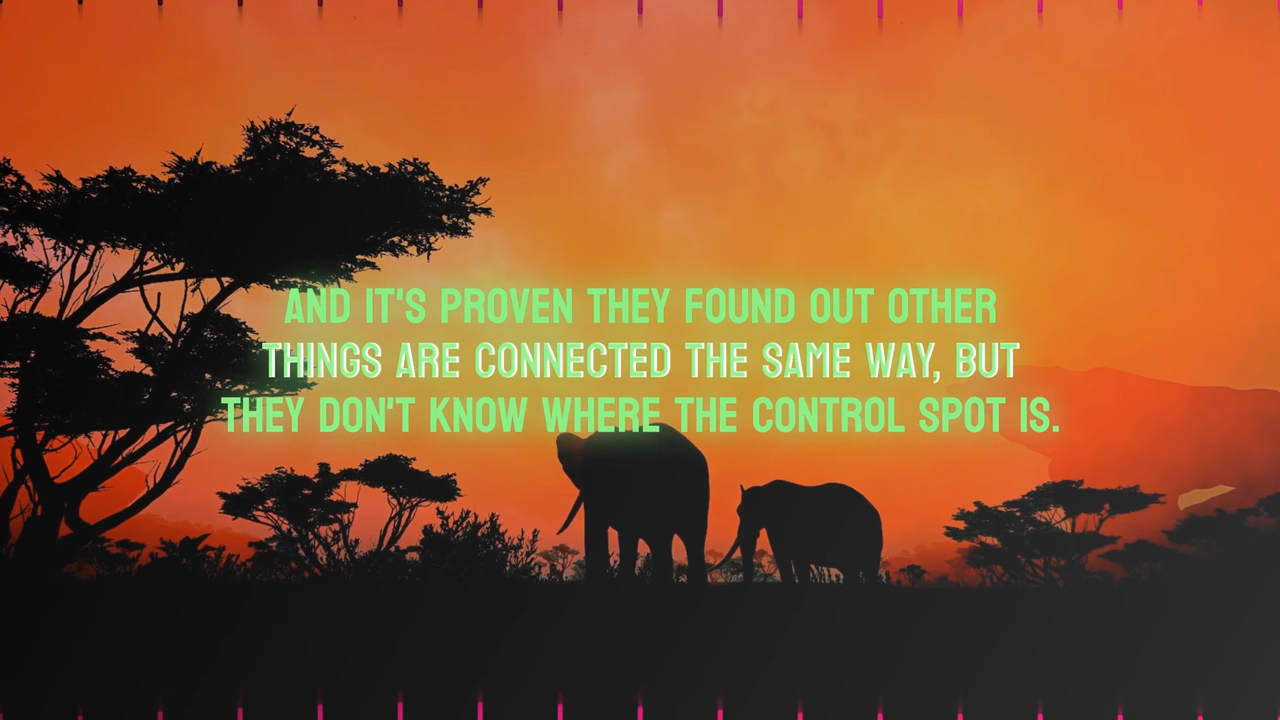 AND IT'S PROVEN THEY FOUND OUT OTHER
THINGS ARE CONNECTED THE SAME WAY, BUT
THEY DON'T KNOW WHERE THE CONTROL SPOT IS.